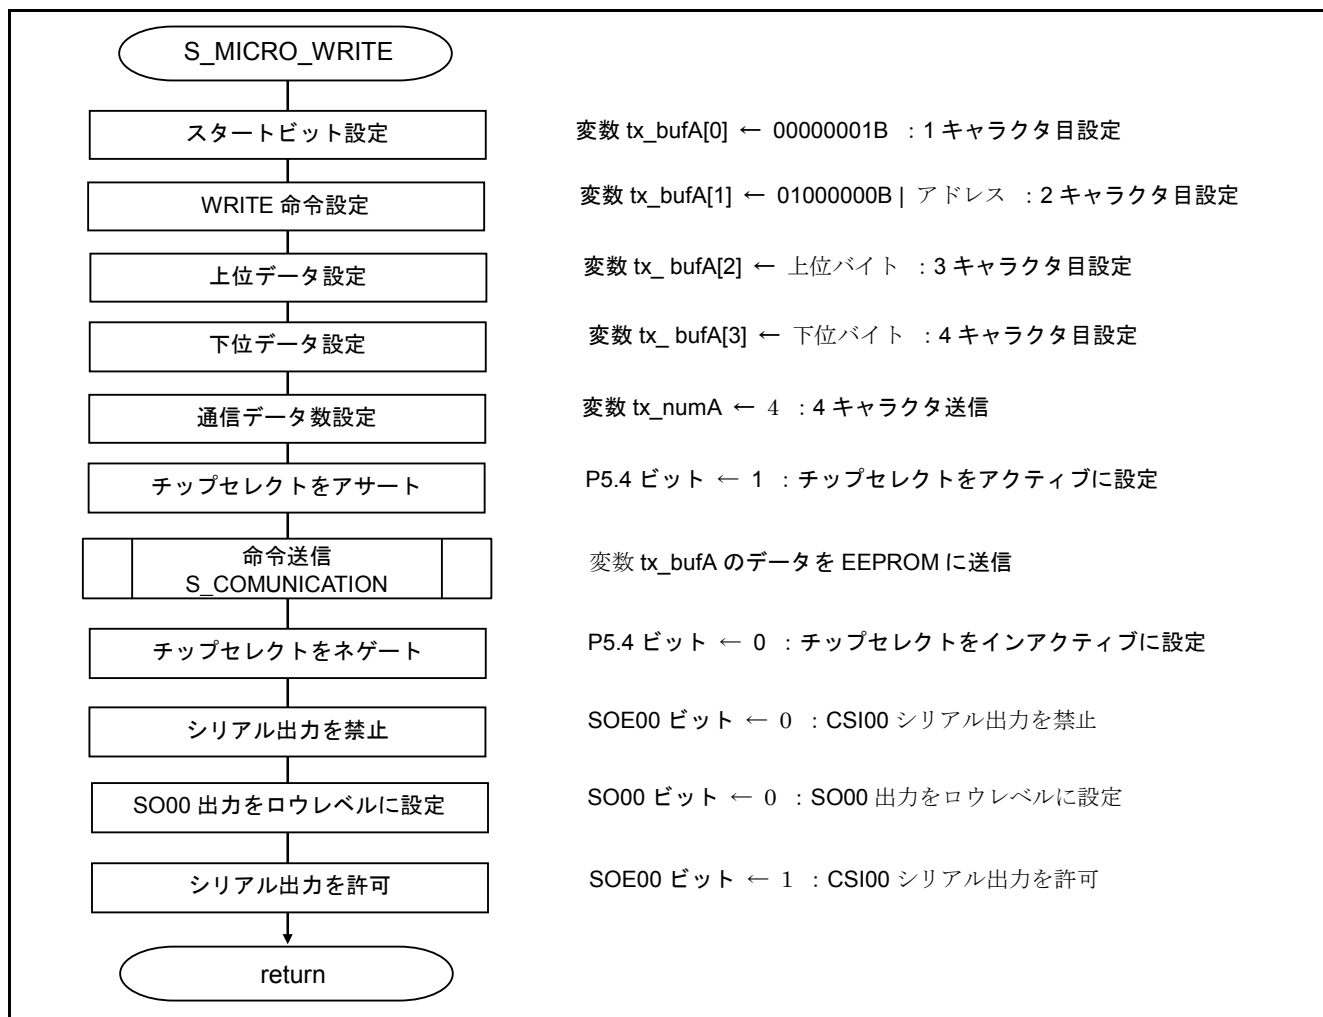 S_MICRO_WRITE
スタートビット設定
変数 tx_bufA[0] ← 00000001B : 1 キャラクタ目設定
WRITE 命令設定
変数 tx_bufA[1] ← 01000000B | アドレス : 2 キャラクタ目設定
上位データ設定
変数 tx_ bufA[2] ← 上位バイト : 3 キャラクタ目設定
下位データ設定
変数 tx_ bufA[3] ← 下位バイト : 4 キャラクタ目設定
通信データ数設定
変数 tx_numA ← 4 : 4 キャラクタ送信
チップセレクトをアサート
P5.4 ビット ← 1 : チップセレクトをアクティブに設定
命令送信
S_COMUNICATION
変数 tx_bufA のデータを EEPROM に送信
チップセレクトをネゲート
P5.4 ビット ← 0 : チップセレクトをインアクティブに設定
シリアル出力を禁止
SOE00 ビット ← 0 : CSI00 シリアル出力を禁止
SO00 出力をロウレベルに設定
SO00 ビット ← 0 : SO00 出力をロウレベルに設定
シリアル出力を許可
SOE00 ビット ← 1 : CSI00 シリアル出力を許可
return